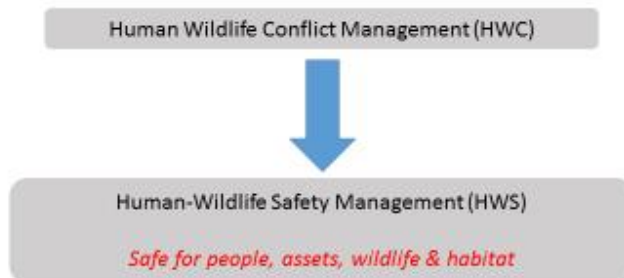 Human Wildlife Conflict Management (HWC)
Human-Wildlife Safety Management (HWS)
Safe for people, assets, wildlife & habitat